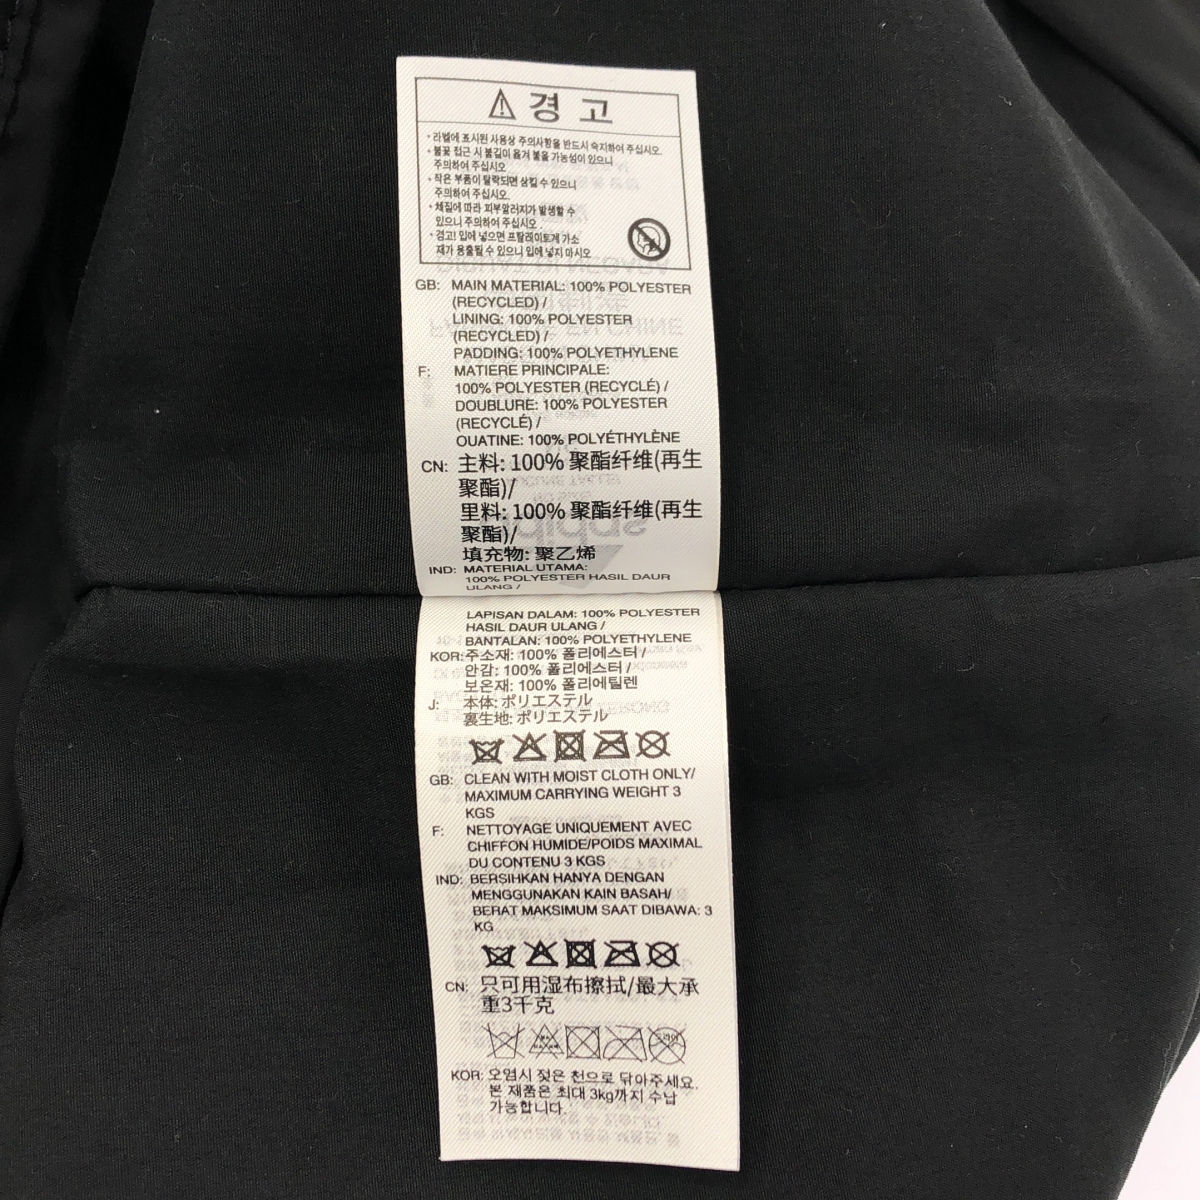 경 고
• 라벨에 표시된 사용상 주의사항을 반드시 숙지하여 주십시오.
• 불꽃 접근 시 불길이 옮겨 붙을 가능성이 있으니
주의하여 주십시오
• 작은 부품이 탈락되면 삼킬 수 있으니
주의하여 주십시오.
• 체질에 따라 피부알러지가 발생할 수
있으니 주의하여 주십시오 .
• 경고! 입에 넣으면 프탈레이트계 가소
제가 용출될 수 있으니 입에 넣지 마시오
GB: MAIN MATERIAL: 100% POLYESTER
(RECYCLED) /
LINING: 100% POLYESTER
(RECYCLED) /
PADDING: 100% POLYETHYLENE
F: MATIERE PRINCIPALE:
100% POLYESTER (RECYCLÉ) /
DOUBLURE: 100% POLYESTER
(RECYCLÉ) /
OUATINE: 100% POLYÉTHYLÈNE
CN: 主料: 100% 聚酯纤维(再生
聚酯)/
里料: 100% 聚酯纤维(再生
聚酯)/
填充物: 聚乙烯
IND: MATERIAL UTAMA:
100% POLYESTER HASIL DAUR
ULANG /
LAPISAN DALAM: 100% POLYESTER
HASIL DAUR ULANG /
BANTALAN: 100% POLYETHYLENE
KOR: 주소재: 100% 폴리에스터 /
안감: 100% 폴리에스터 /
보온재: 100% 폴리에틸렌
J: 本体: ポリエステル
裏生地: ポリエステル
GB: CLEAN WITH MOIST CLOTH ONLY/
MAXIMUM CARRYING WEIGHT 3
KGS
F: NETTOYAGE UNIQUEMENT AVEC
CHIFFON HUMIDE/POIDS MAXIMAL
DU CONTENU 3 KGS
IND: BERSIHKAN HANYA DENGAN
MENGGUNAKAN KAIN BASAH/
BERAT MAKSIMUM SAAT DIBAWA: 3
KG
CN: 只可用湿布擦拭/最大承
重3千克
KOR: 오염시 젖은 천으로 닦아주세요.
본 제품은 최대 3kg까지 수납
가능합니다.